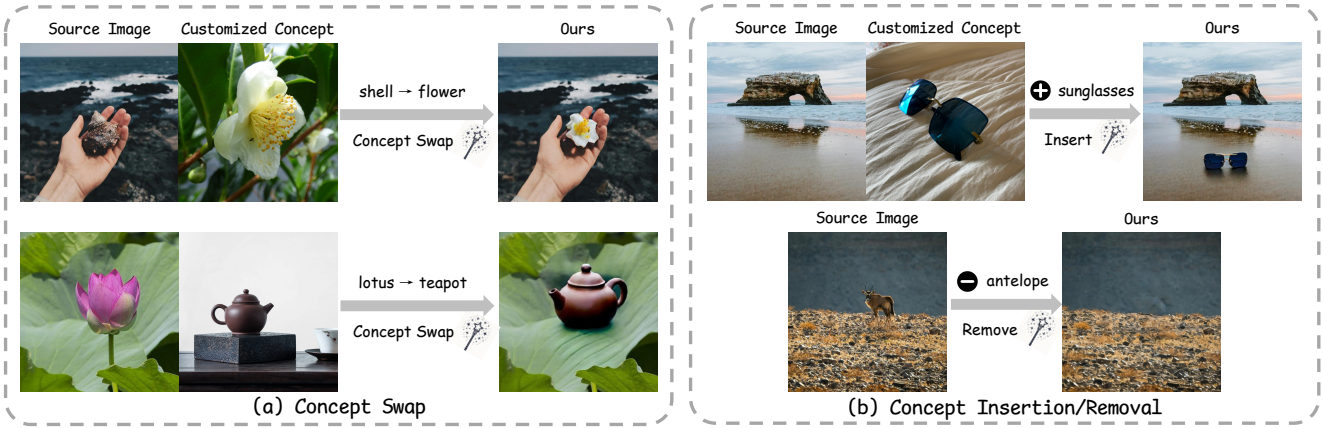 Source Image Customized Concept Ours
shell → flower
Concept Swap
lotus → teapot
Concept Swap
(a) Concept Swap
Source Image Customized Concept Ours
+ sunglasses
Insert
Source Image Ours
- antelope
Remove
(b) Concept Insertion/Removal